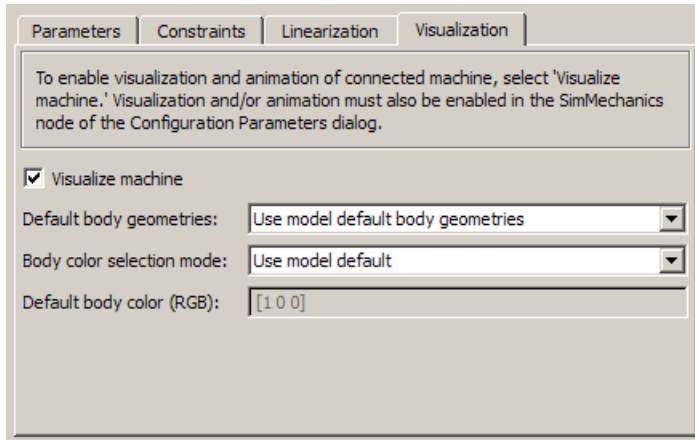 Parameters Constraints Linearization Visualization
To enable visualization and animation of connected machine, select 'Visualize
machine.' Visualization and/or animation must also be enabled in the SimMechanics
node of the Configuration Parameters dialog.
Visualize machine
Default body geometries: Use model default body geometries
Body color selection mode: Use model default
Default body color (RGB): [1 0 0]